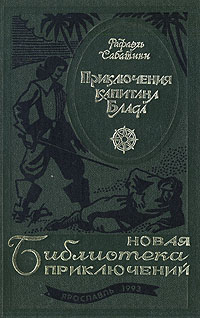 Рафаэль
Сабатини
Приключения
капитана
Блада
НОВАЯ
Библиотека
ПРИКЛЮЧЕНИЙ
ЯРОСЛАВЛЬ 1993